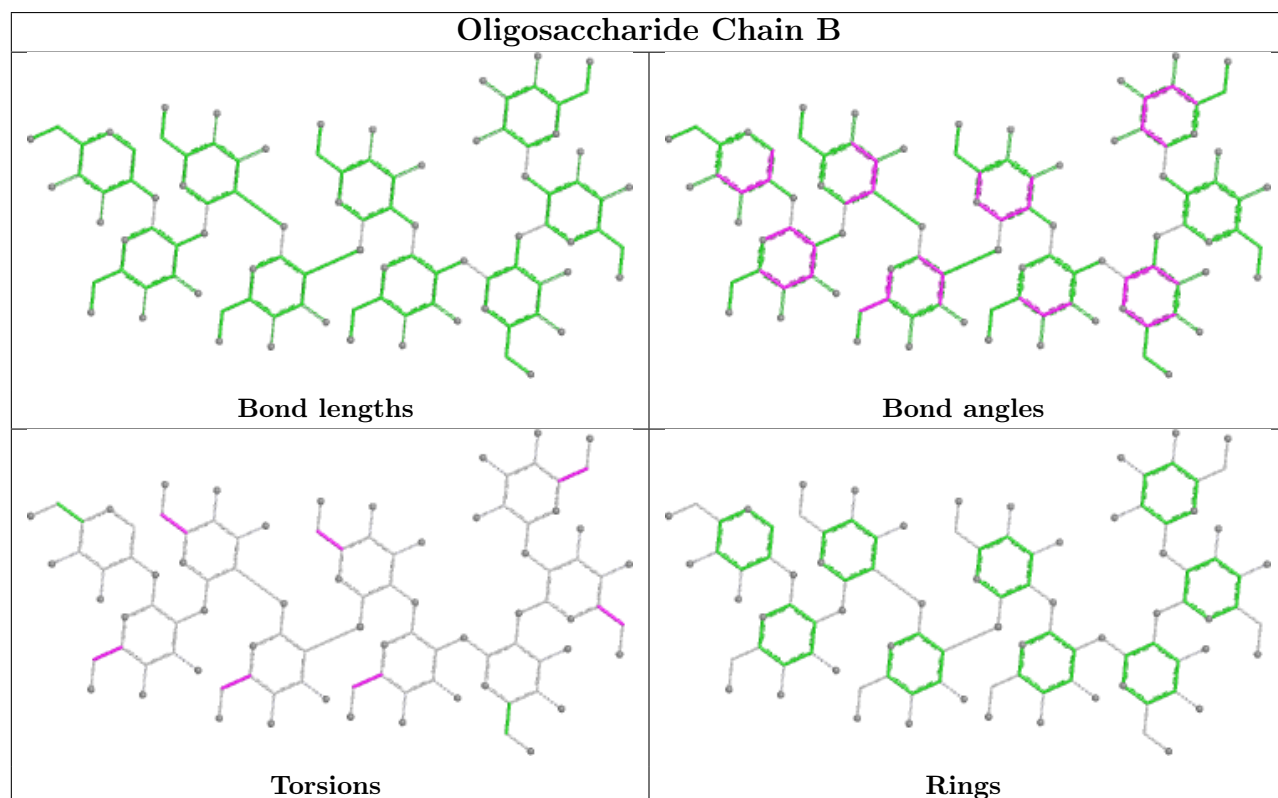 Oligosaccharide Chain B
Bond lengths
Bond angles
Torsions
Rings